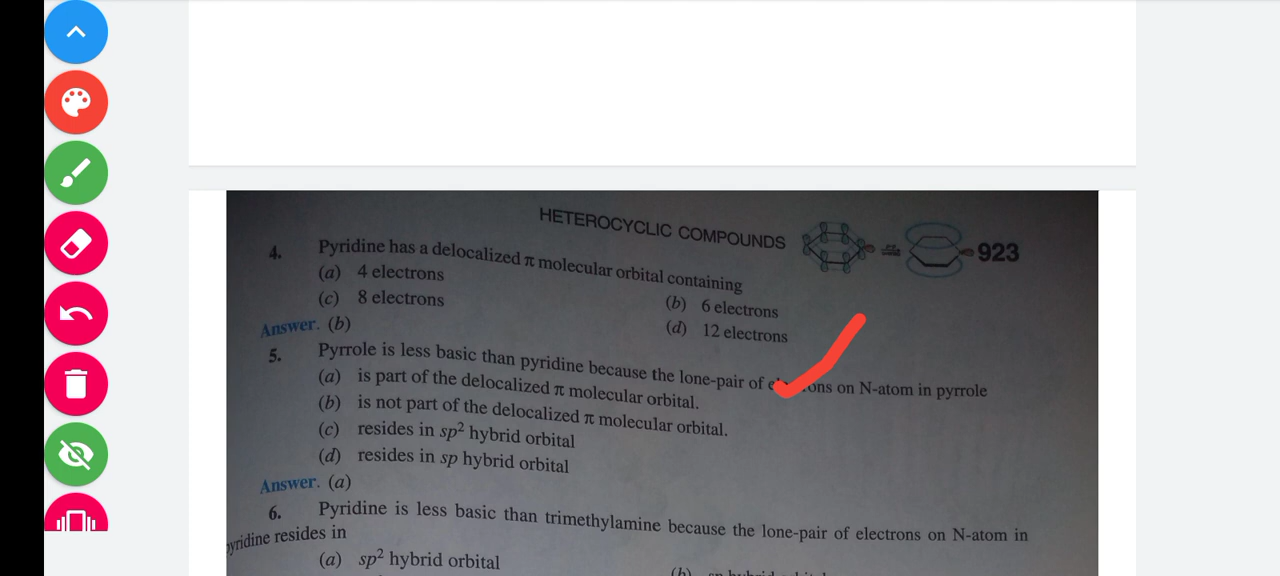 HETEROCYCLIC COMPOUNDS 923
4. Pyridine has a delocalized π molecular orbital containing
(a) 4 electrons
(b) 6 electrons
(c) 8 electrons
(d) 12 electrons
Answer. (b)
5. Pyrrole is less basic than pyridine because the lone-pair of on N-atom in pyrrole
(a) is part of the delocalized π molecular orbital.
(b) is not part of the delocalized π molecular orbital.
(c) resides in sp² hybrid orbital
(d) resides in sp hybrid orbital
Answer. (a)
6. Pyridine is less basic than trimethylamine because the lone-pair of electrons on N-atom in
pyridine resides in
(a) sp² hybrid orbital
(b)